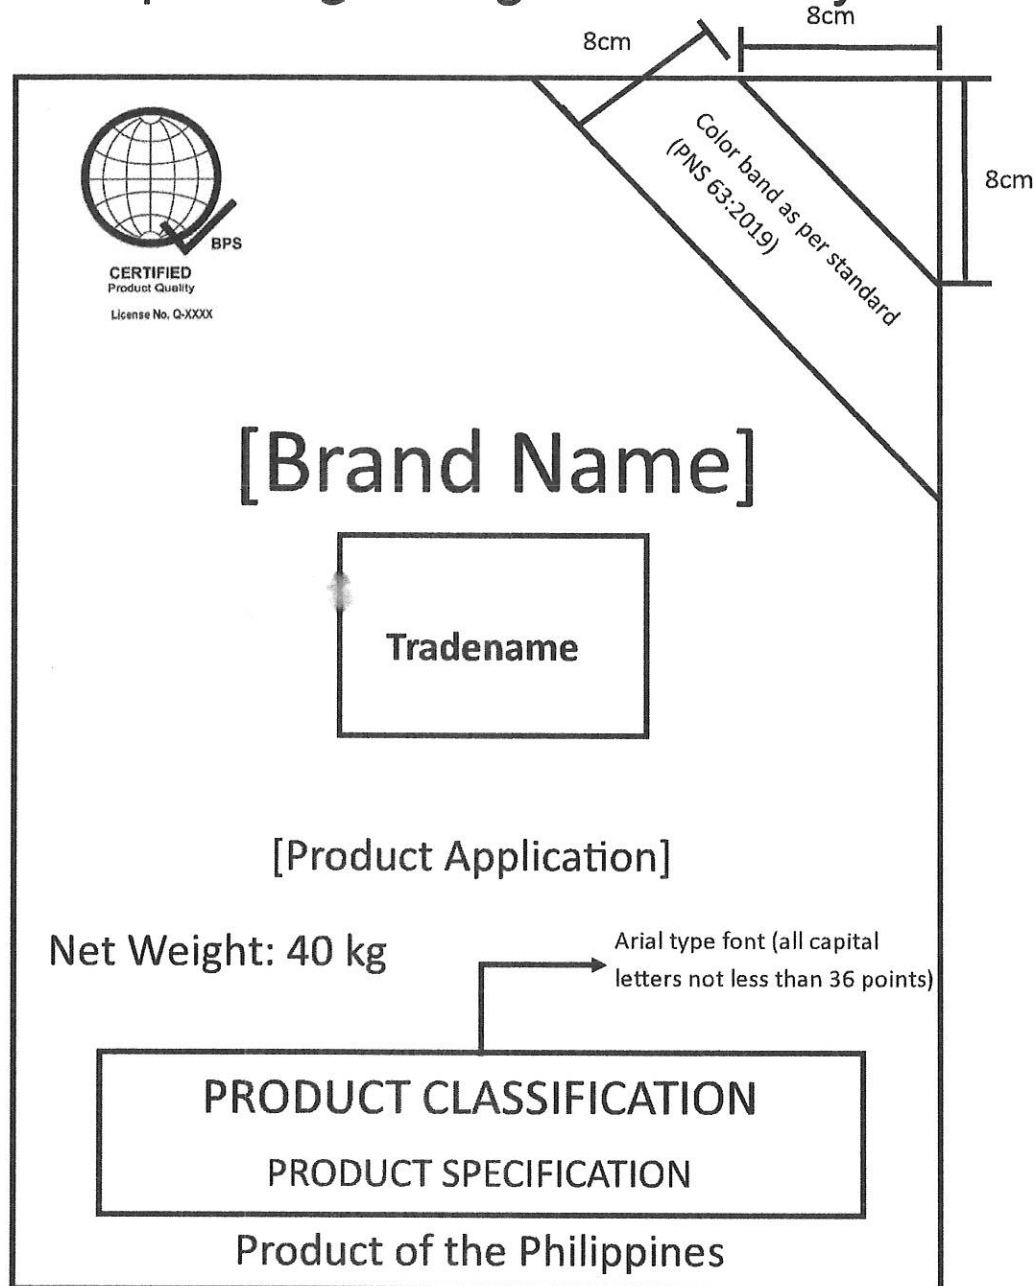 8cm
8cm
8cm
Color band as per standard
(PNS 63:2019)
BPS
CERTIFIED
Product Quality
License No. Q-XXXX
[Brand Name]
Tradename
[Product Application]
Net Weight: 40 kg
Arial type font (all capital
letters not less than 36 points)
PRODUCT CLASSIFICATION
PRODUCT SPECIFICATION
Product of the Philippines